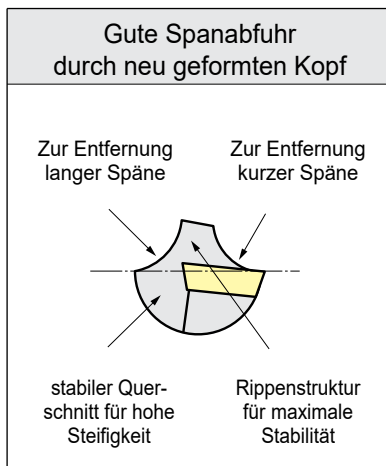 Gute Spanabfuhr
durch neu geformten Kopf
Zur Entfernung
langer Späne
Zur Entfernung
kurzer Späne
stabiler Quer-
schnitt für hohe
Steifigkeit
Rippenstruktur
für maximale
Stabilität